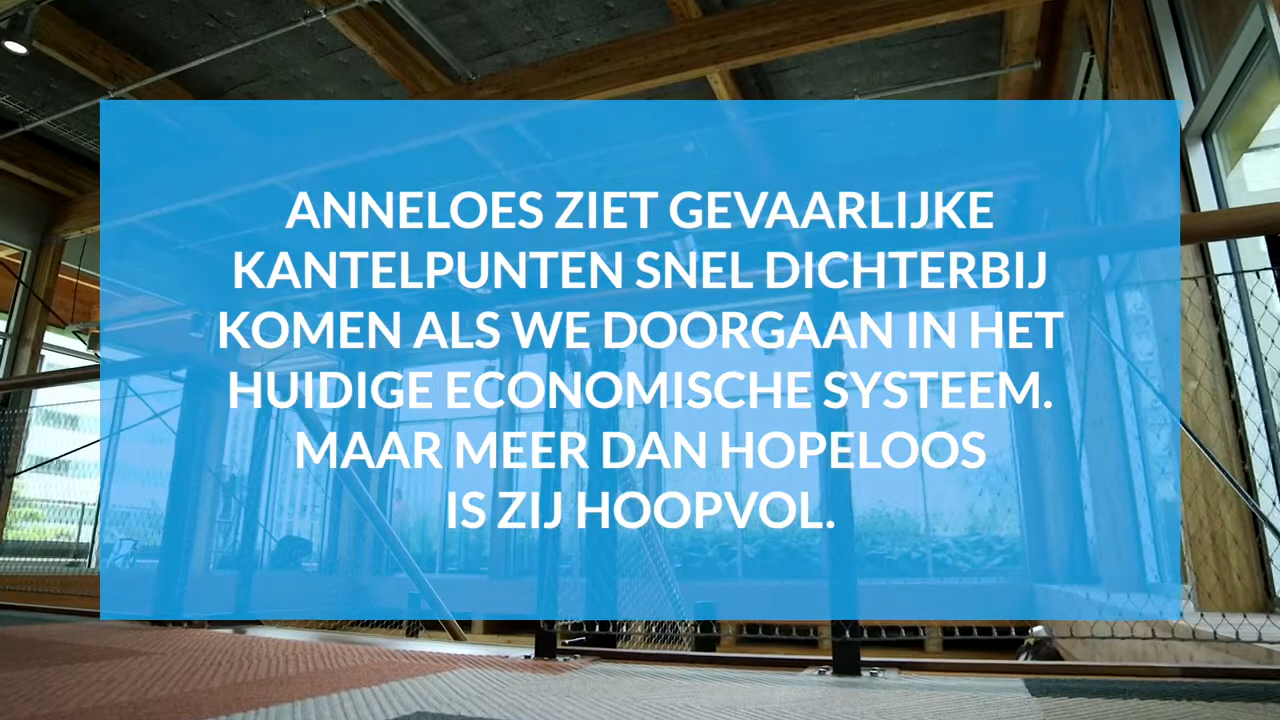 ANNELOES ZIET GEVAARLIJKE
KANTELPUNTEN SNEL DICHTERBIJ
KOMEN ALS WE DOORGAAN IN HET
HUIDIGE ECONOMISCHE SYSTEEM.
MAAR MEER DAN HOPELOOS
IS ZIJ HOOPVOL.